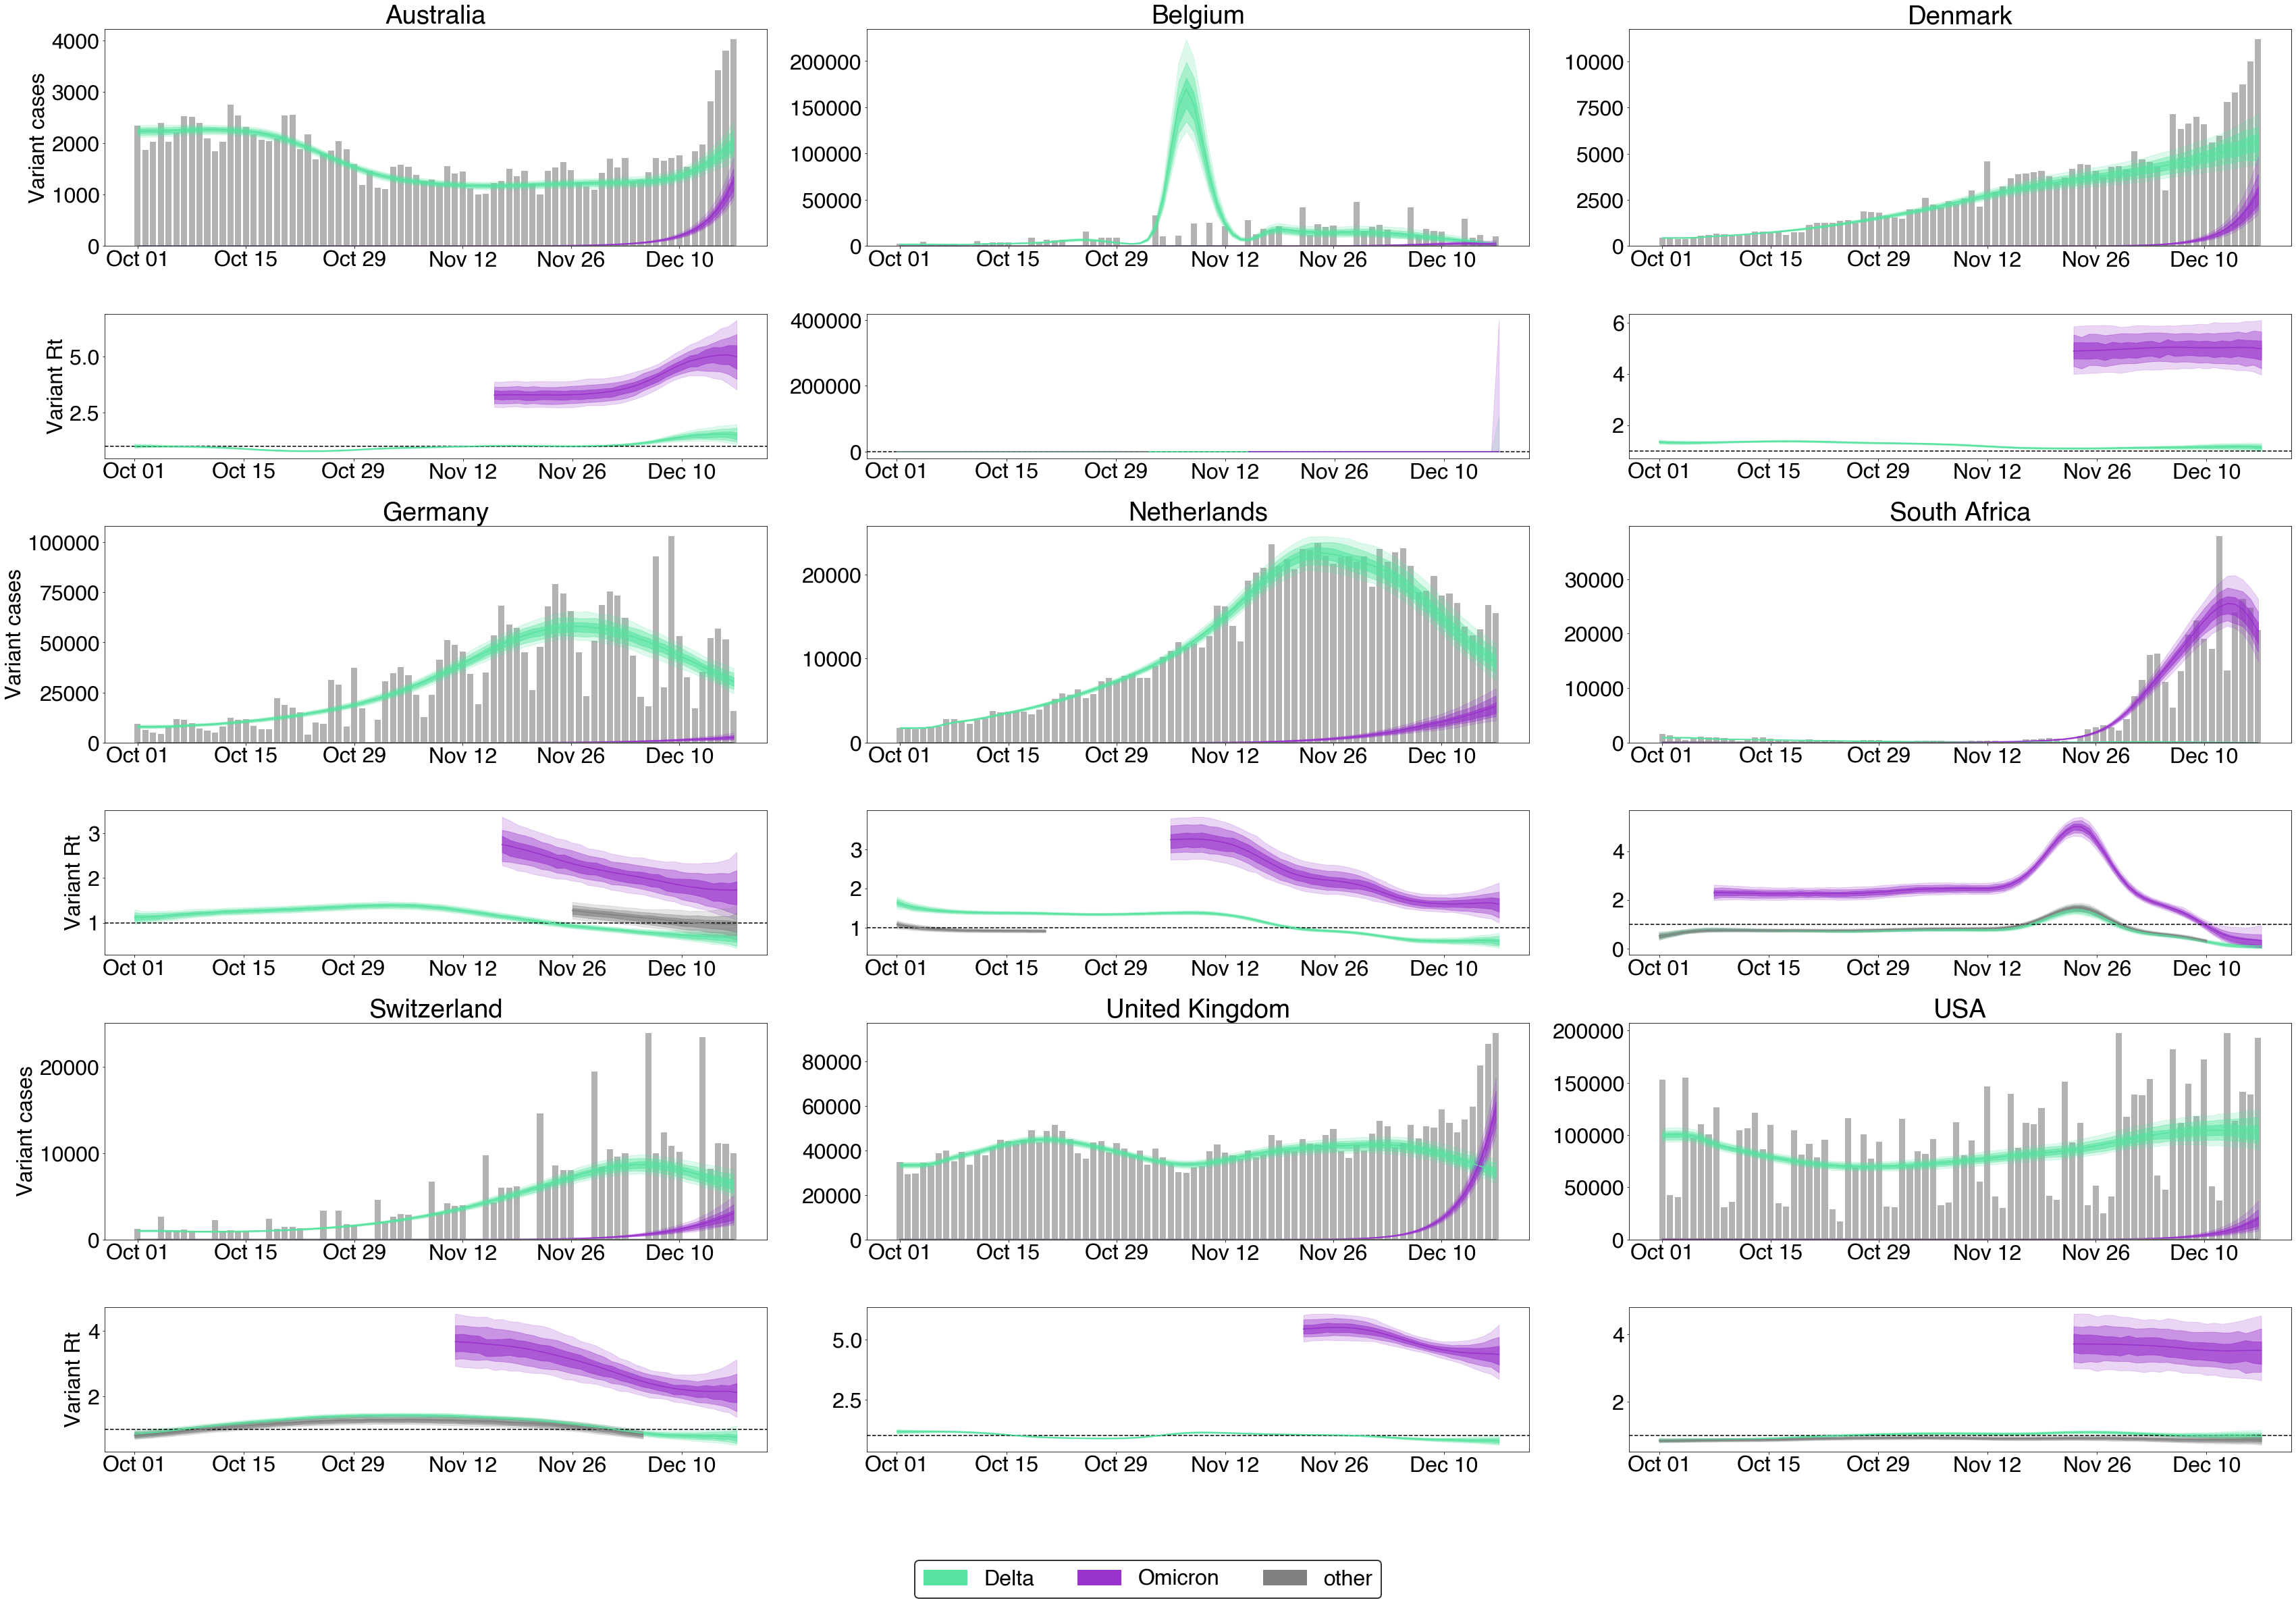 Australia
Belgium
Denmark
Variant cases
4000
3000
2000
1000
0
Oct 01 Oct 15 Oct 29 Nov 12 Nov 26 Dec 10
200000
150000
100000
50000
0
Oct 01 Oct 15 Oct 29 Nov 12 Nov 26 Dec 10
10000
7500
5000
2500
0
Oct 01 Oct 15 Oct 29 Nov 12 Nov 26 Dec 10
Variant Rt
5.0
2.5
Oct 01 Oct 15 Oct 29 Nov 12 Nov 26 Dec 10
400000
200000
0
Oct 01 Oct 15 Oct 29 Nov 12 Nov 26 Dec 10
6
4
2
Oct 01 Oct 15 Oct 29 Nov 12 Nov 26 Dec 10
Germany
Netherlands
South Africa
Variant cases
100000
75000
50000
25000
0
Oct 01 Oct 15 Oct 29 Nov 12 Nov 26 Dec 10
20000
10000
0
Oct 01 Oct 15 Oct 29 Nov 12 Nov 26 Dec 10
30000
20000
10000
0
Oct 01 Oct 15 Oct 29 Nov 12 Nov 26 Dec 10
Variant Rt
3
2
1
Oct 01 Oct 15 Oct 29 Nov 12 Nov 26 Dec 10
3
2
1
Oct 01 Oct 15 Oct 29 Nov 12 Nov 26 Dec 10
4
2
0
Oct 01 Oct 15 Oct 29 Nov 12 Nov 26 Dec 10
Switzerland
United Kingdom
USA
Variant cases
20000
10000
0
Oct 01 Oct 15 Oct 29 Nov 12 Nov 26 Dec 10
80000
60000
40000
20000
0
Oct 01 Oct 15 Oct 29 Nov 12 Nov 26 Dec 10
200000
150000
100000
50000
0
Oct 01 Oct 15 Oct 29 Nov 12 Nov 26 Dec 10
Variant Rt
4
2
Oct 01 Oct 15 Oct 29 Nov 12 Nov 26 Dec 10
5.0
2.5
Oct 01 Oct 15 Oct 29 Nov 12 Nov 26 Dec 10
4
2
Oct 01 Oct 15 Oct 29 Nov 12 Nov 26 Dec 10
Delta Omicron other